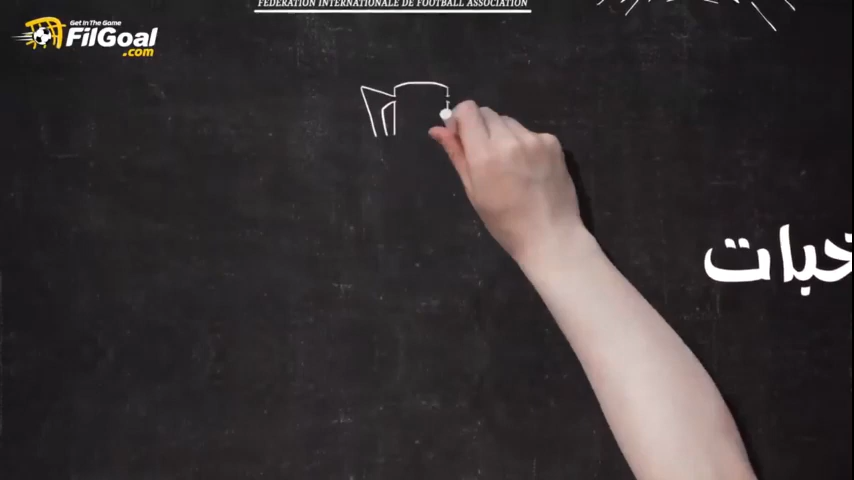 FEDERATION INTERNATIONALE DE FOOTBALL ASSOCIATION
Get In The Game
FilGoal
.com
خبات